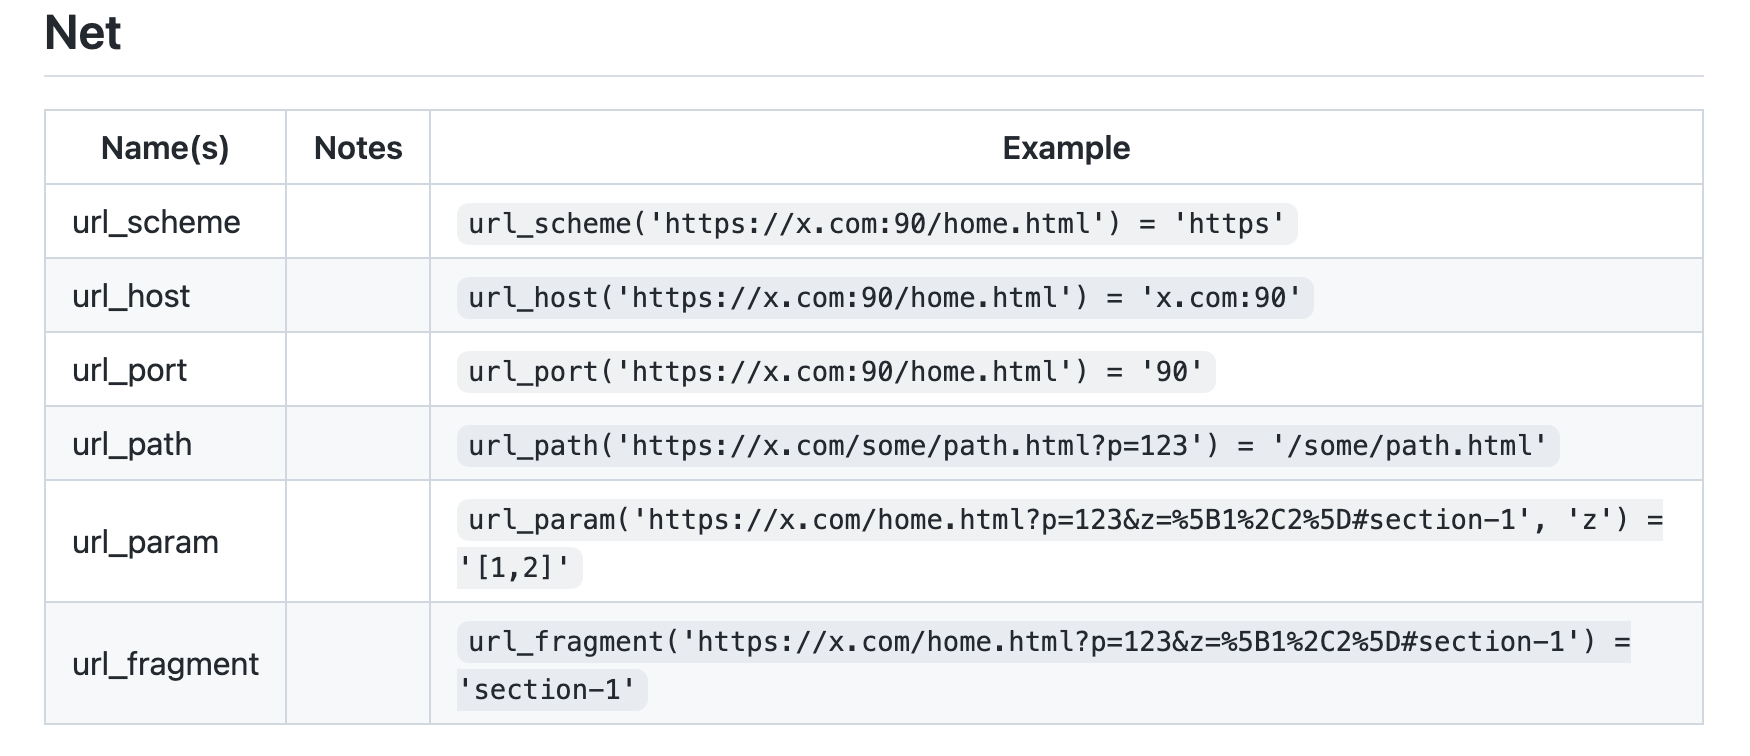 Net
Name(s) Notes Example
url_scheme url_scheme('https://x.com:90/home.html') = 'https'
url_host url_host('https://x.com:90/home.html') = 'x.com:90'
url_port url_port('https://x.com:90/home.html') = '90'
url_path url_path('https://x.com/some/path.html?p=123') = '/some/path.html'
url_param url_param('https://x.com/home.html?p=123&z=%5B1%2C2%5D#section-1', 'z') =
'[1,2]'
url_fragment url_fragment('https://x.com/home.html?p=123&z=%5B1%2C2%5D#section-1') =
'section-1'